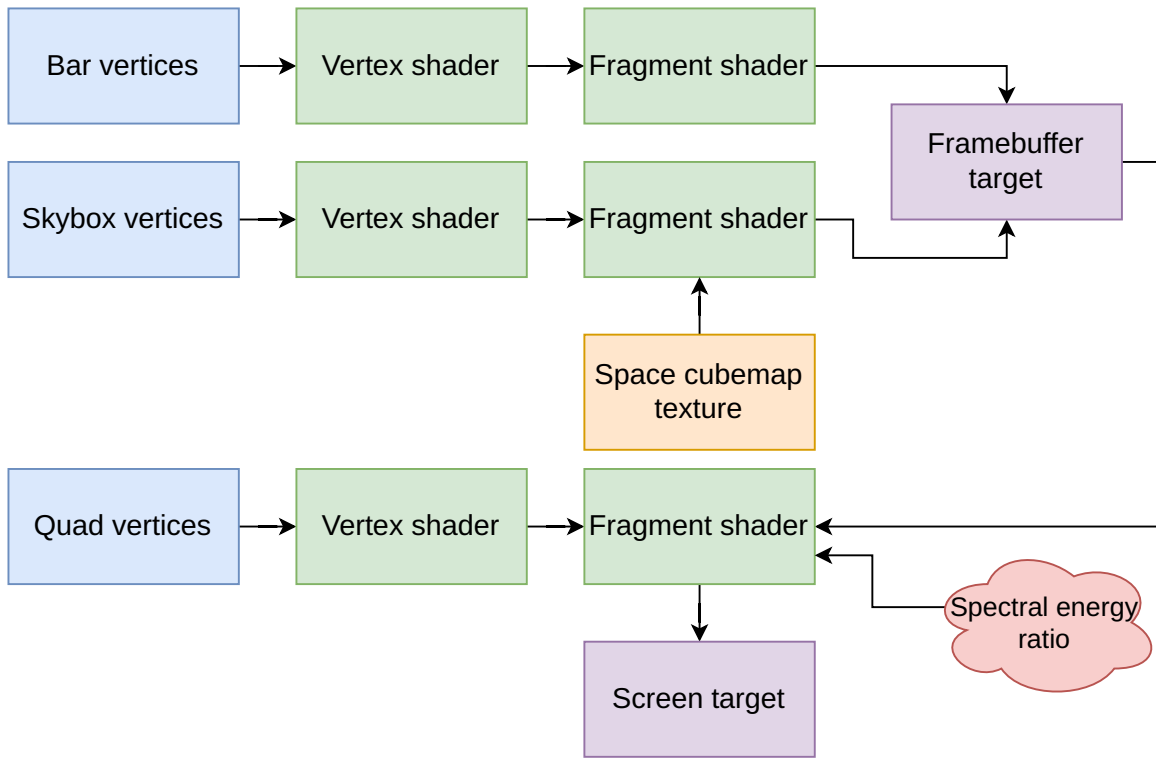 Bar vertices
Vertex shader
Fragment shader
Framebuffer
target
Skybox vertices
Vertex shader
Fragment shader
Space cubemap
texture
Quad vertices
Vertex shader
Fragment shader
Spectral energy
ratio
Screen target